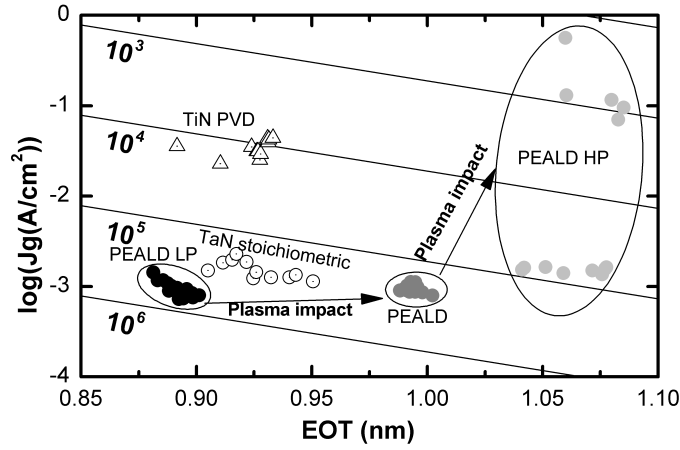 0
-1
-2
-3
-4
log(Jg(A/cm²))
10³
10⁴
10⁵
10⁶
TiN PVD
TaN stoichiometric
PEALD LP
Plasma impact
PEALD
Plasma impact
PEALD HP
0.85 0.90 0.95 1.00 1.05 1.10
EOT (nm)